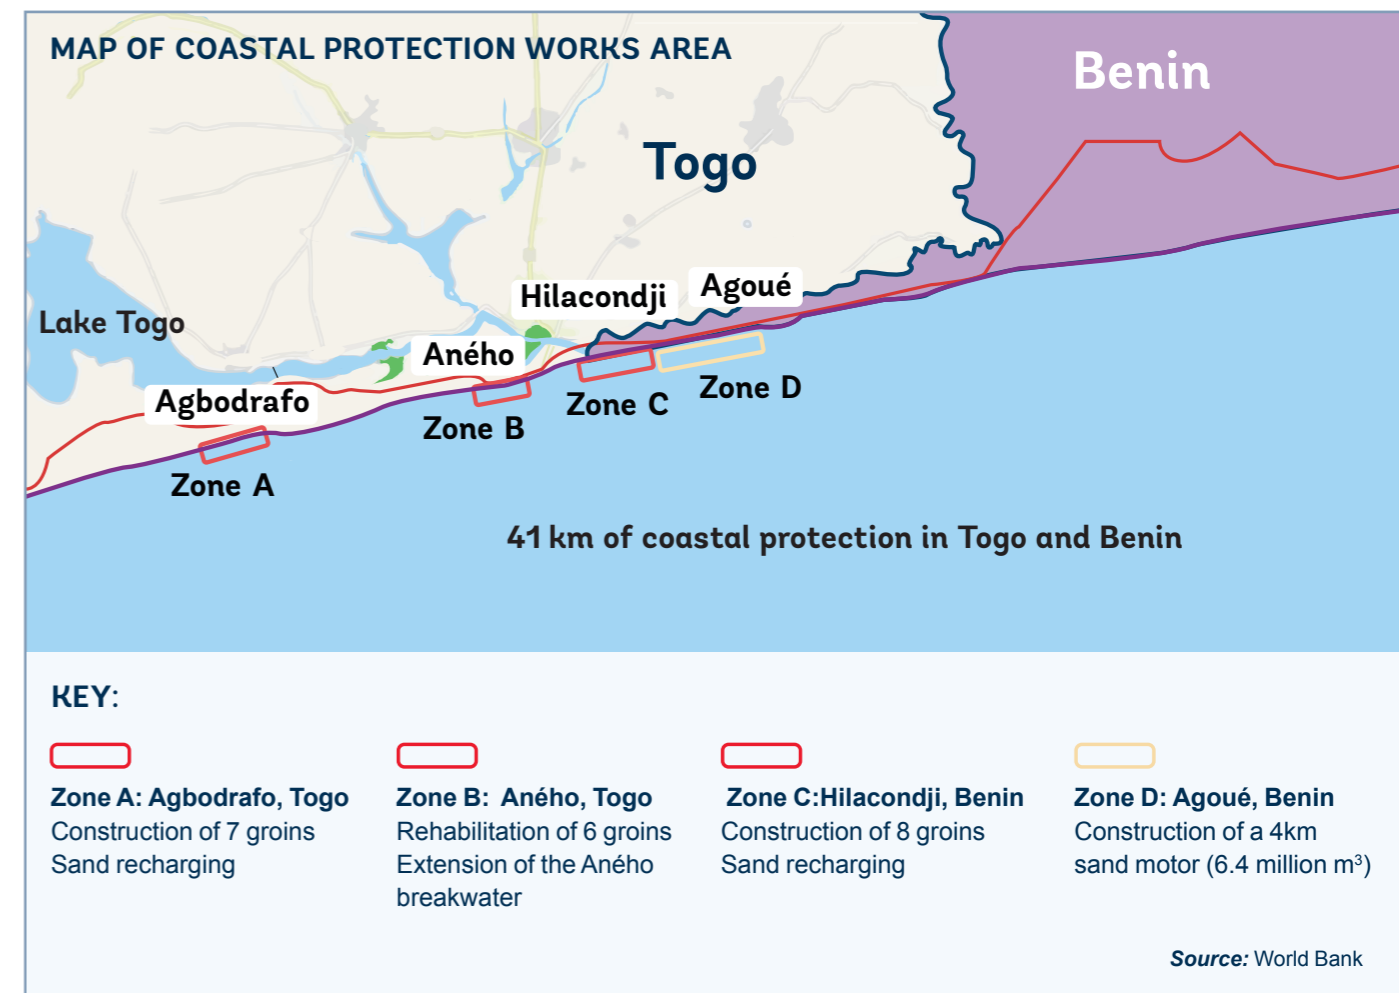 MAP OF COASTAL PROTECTION WORKS AREA
Benin
Togo
Hilacondji
Agoué
Lake Togo
Aného
Agbodrafo
Zone D
Zone C
Zone B
Zone A
41 km of coastal protection in Togo and Benin
KEY:
Zone A: Agbodrafo, Togo
Construction of 7 groins
Sand recharging
Zone B: Aného, Togo
Rehabilitation of 6 groins
Extension of the Aného
breakwater
Zone C:Hilacondji, Benin
Construction of 8 groins
Sand recharging
Zone D: Agoué, Benin
Construction of a 4km
sand motor (6.4 million m³)
Source: World Bank